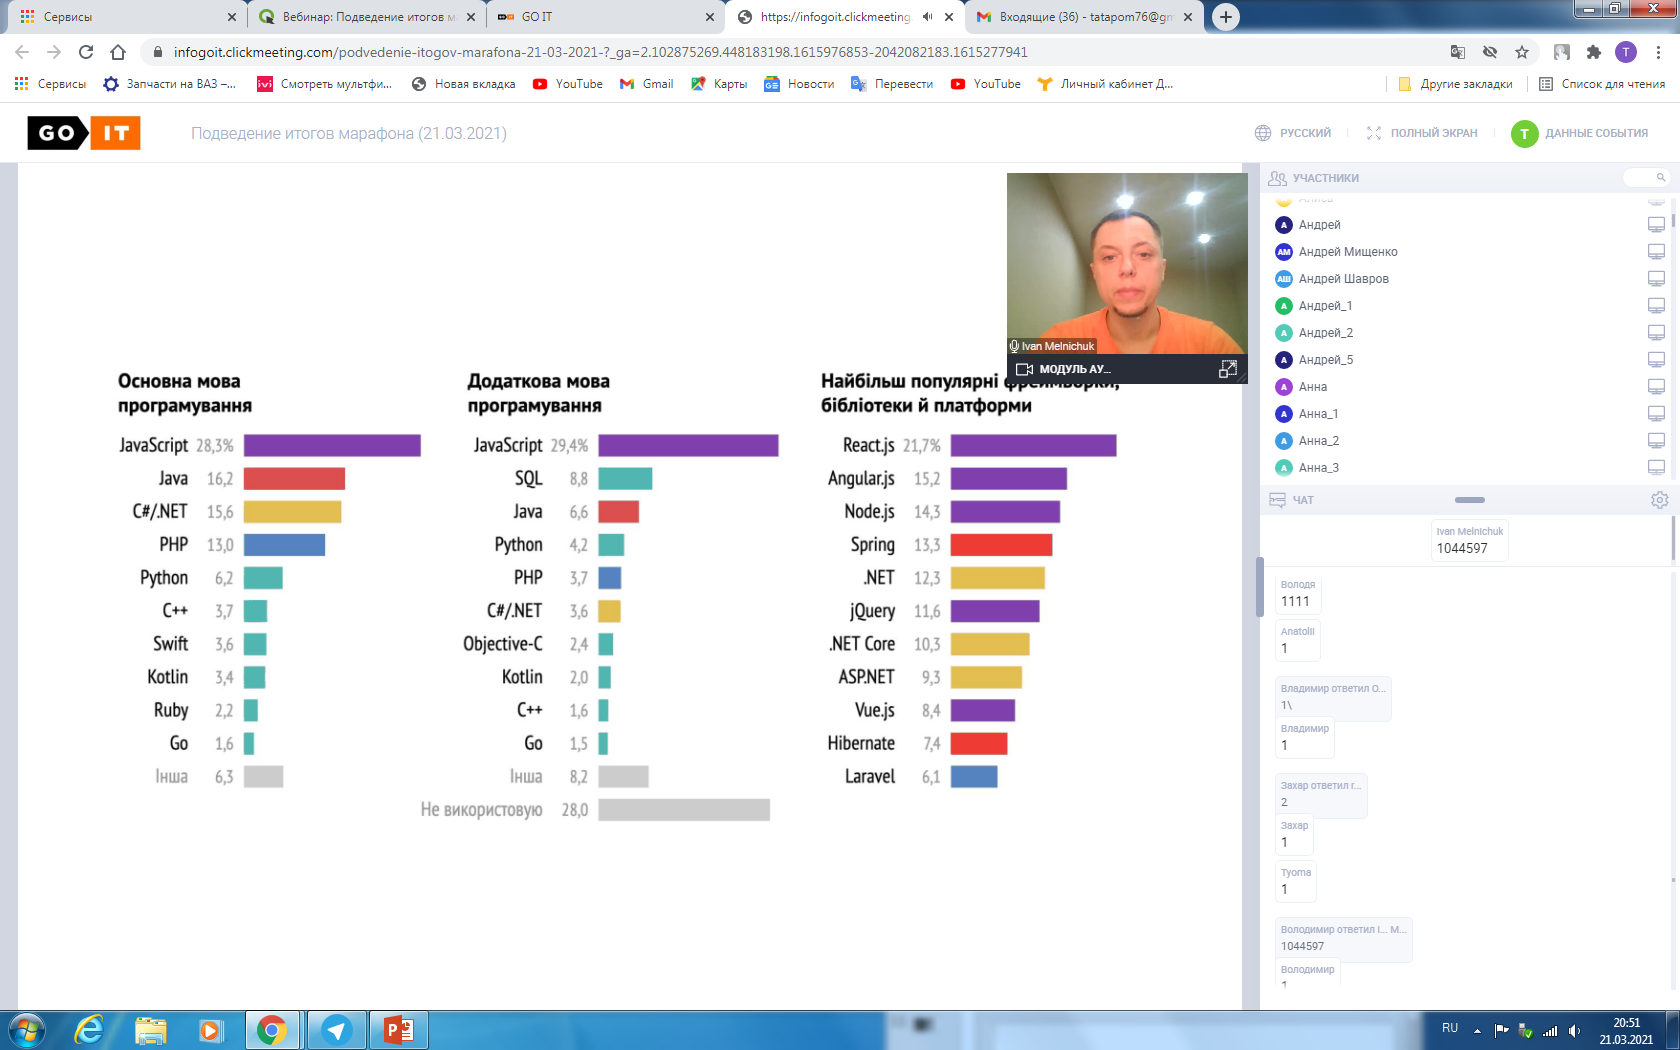 Сервисы
Вебинар: Подведение итогов м
GO IT
https://infogoit.clickmeeting.
Входящие (36) - tatapom76@gm
infogoit.clickmeeting.com/podvedenie-itogov-marafona-21-03-2021-?_ga=2.102875269.448183198.1615976853-2042082183.1615277941
T
Сервисы
Запчасти на ВАЗ –...
ivi
Смотреть мультфи...
Новая вкладка
YouTube
Gmail
Карты
Новости
Перевести
YouTube
Личный кабинет Д...
Другие закладки
Список для чтения
GO IT
Подведение итогов марафона (21.03.2021)
РУССКИЙ
ПОЛНЫЙ ЭКРАН
T
ДАННЫЕ СОБЫТИЯ
Ivan Melnichuk
МОДУЛЬ АУ...
Основна мова
програмування
JavaScript 28,3%
Java 16,2
C#/.NET 15,6
PHP 13,0
Python 6,2
C++ 3,7
Swift 3,6
Kotlin 3,4
Ruby 2,2
Go 1,6
Інша 6,3
Додаткова мова
програмування
JavaScript 29,4%
SQL 8,8
Java 6,6
Python 4,2
PHP 3,7
C#/.NET 3,6
Objective-C 2,4
Kotlin 2,0
C++ 1,6
Go 1,5
Інша 8,2
Не використовую 28,0
Найбільш популярні фреймворки,
бібліотеки й платформи
React.js 21,7%
Angular.js 15,2
Node.js 14,3
Spring 13,3
.NET 12,3
jQuery 11,6
.NET Core 10,3
ASP.NET 9,3
Vue.js 8,4
Hibernate 7,4
Laravel 6,1
УЧАСТНИКИ
А Андрей
АМ Андрей Мищенко
АШ Андрей Шавров
А Андрей_1
А Андрей_2
А Андрей_5
А Анна
А Анна_1
А Анна_2
А Анна_3
ЧАТ
Ivan Melnichuk
1044597
Володя
1111
Anatolii
1
Владимир ответил О...
1\
Владимир
1
Захар ответил г...
2
Захар
1
Tyoma
1
Володимир ответил I... M...
1044597
Володимир
1
RU
20:51
21.03.2021